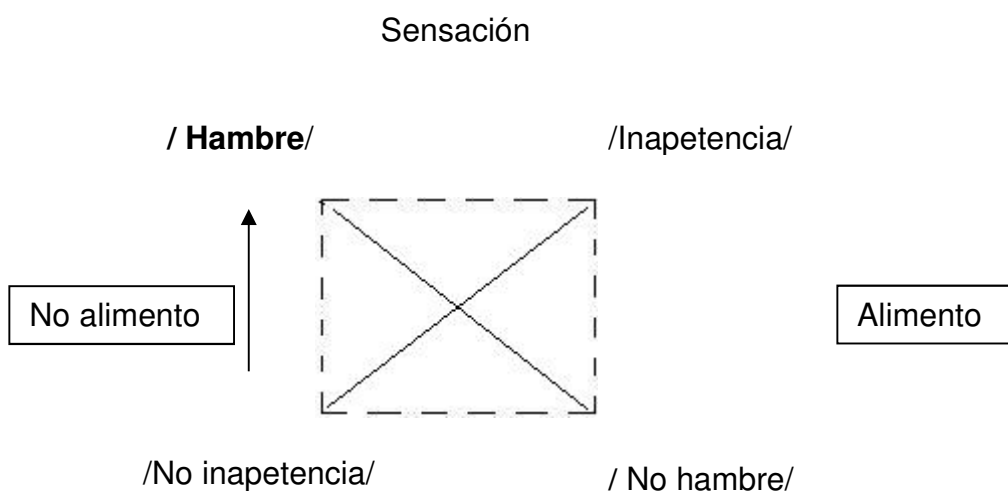 Sensación
/ Hambre/
/Inapetencia/
No alimento
Alimento
/No inapetencia/
/ No hambre/